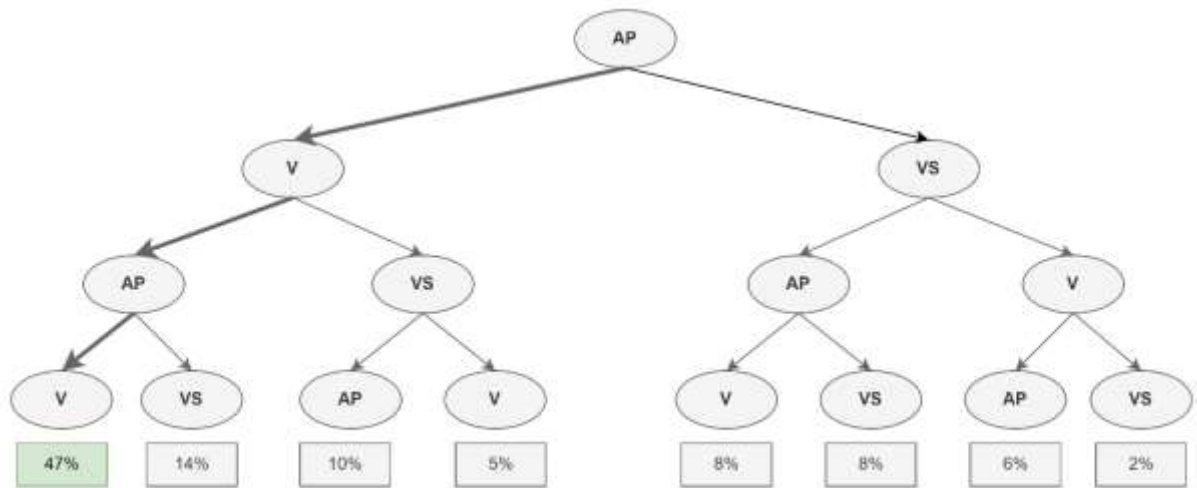 AP
V VS
AP VS AP V
V VS AP V V VS AP VS
47% 14% 10% 5% 8% 8% 6% 2%